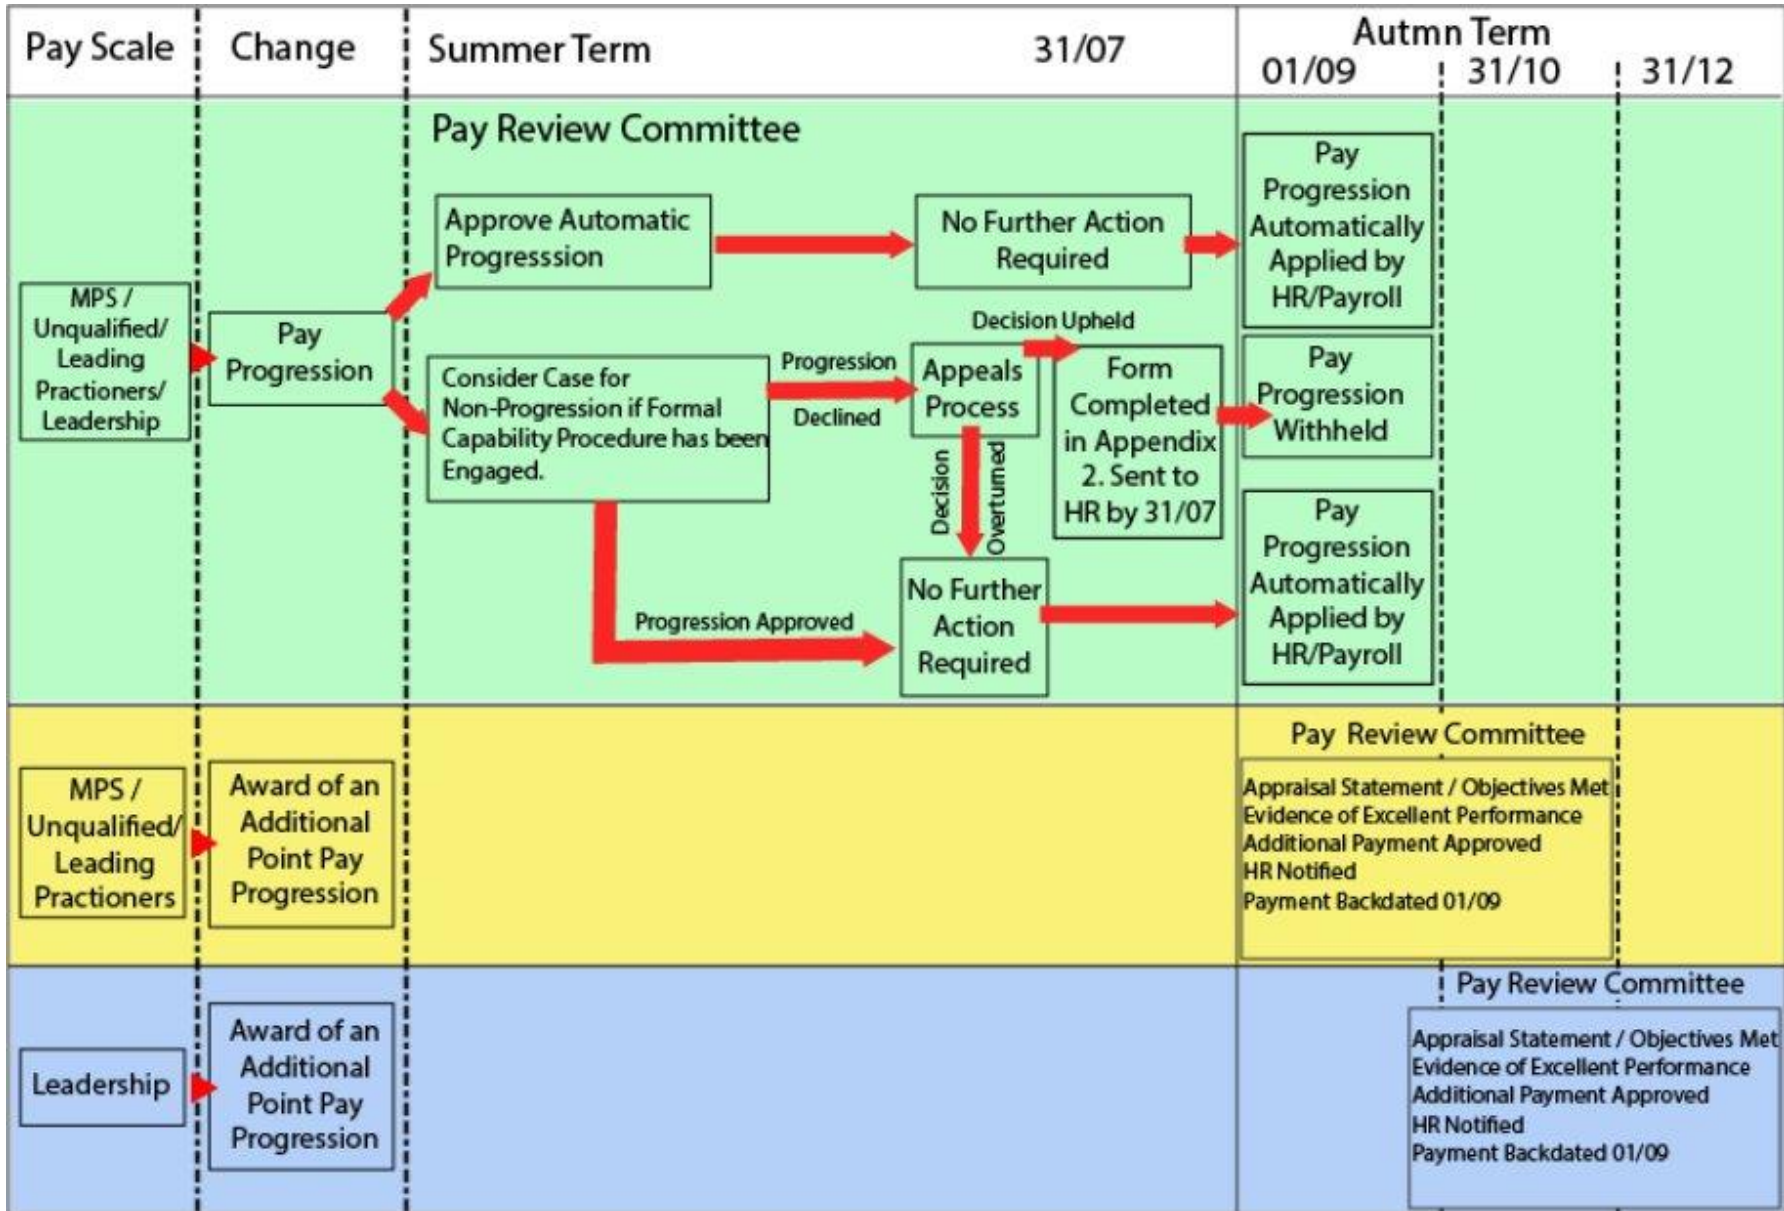 Pay Scale
Change
Summer Term
31/07
Autmn Term
01/09
31/10
31/12
Pay Review Committee
MPS /
Unqualified/
Leading
Practioners/
Leadership
Pay
Progression
Approve Automatic
Progresssion
No Further Action
Required
Pay
Progression
Automatically
Applied by
HR/Payroll
Consider Case for
Non-Progression if Formal
Capability Procedure has been
Engaged.
Progression
Declined
Appeals
Process
Decision Upheld
Form
Completed
in Appendix
2. Sent to
HR by 31/07
Pay
Progression
Withheld
Decision
Overturned
Progression Approved
No Further
Action
Required
Pay
Progression
Automatically
Applied by
HR/Payroll
MPS /
Unqualified/
Leading
Practioners
Award of an
Additional
Point Pay
Progression
Pay Review Committee
Appraisal Statement / Objectives Met
Evidence of Excellent Performance
Additional Payment Approved
HR Notified
Payment Backdated 01/09
Leadership
Award of an
Additional
Point Pay
Progression
Pay Review Committee
Appraisal Statement / Objectives Met
Evidence of Excellent Performance
Additional Payment Approved
HR Notified
Payment Backdated 01/09